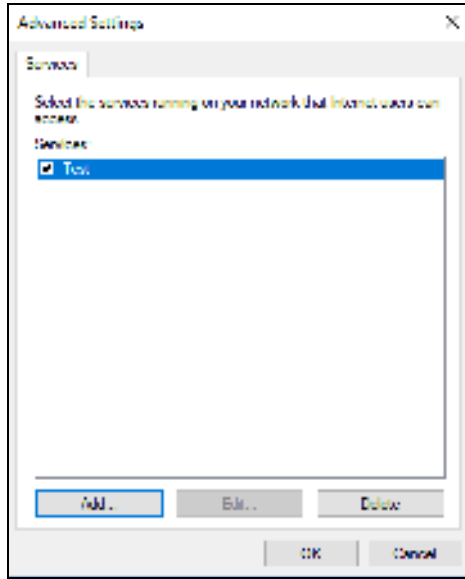 Advanced Settings
Services
Select the services running on your network that Internet users can
access.
Services:
Test
Add...
Edit...
Delete
OK
Cancel